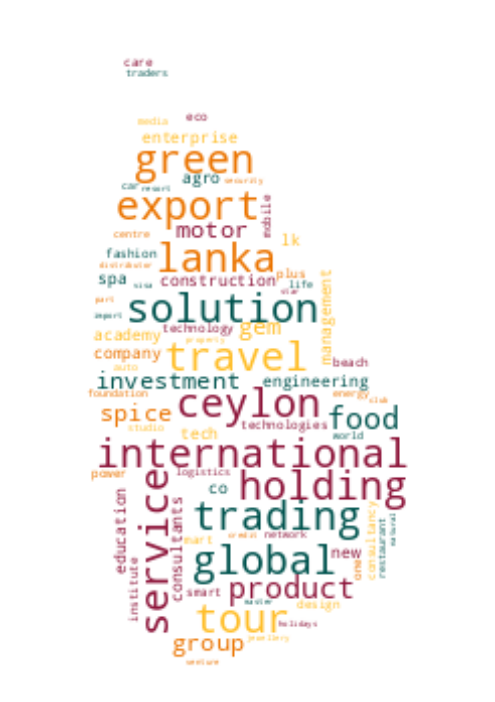 care
traders
media
eco
enterprise
green
car
resort
agro
security
export
mobile
motor
centre
lk
fashion
lanka
distributor
spa
visa
construction
plus
life
star
part
import
solution
management
academy
technology
gem
property
company
travel
auto
beach
investment
engineering
foundation
ceylon
energy
club
spice
food
studio
tech
technologies
world
international
power
logistics
holding
service
co
education
consultants
trading
consultancy
restaurant
natural
mart
credit
network
global
new
one
institute
smart
product
master
design
tour
holidays
group
jewellery
venture